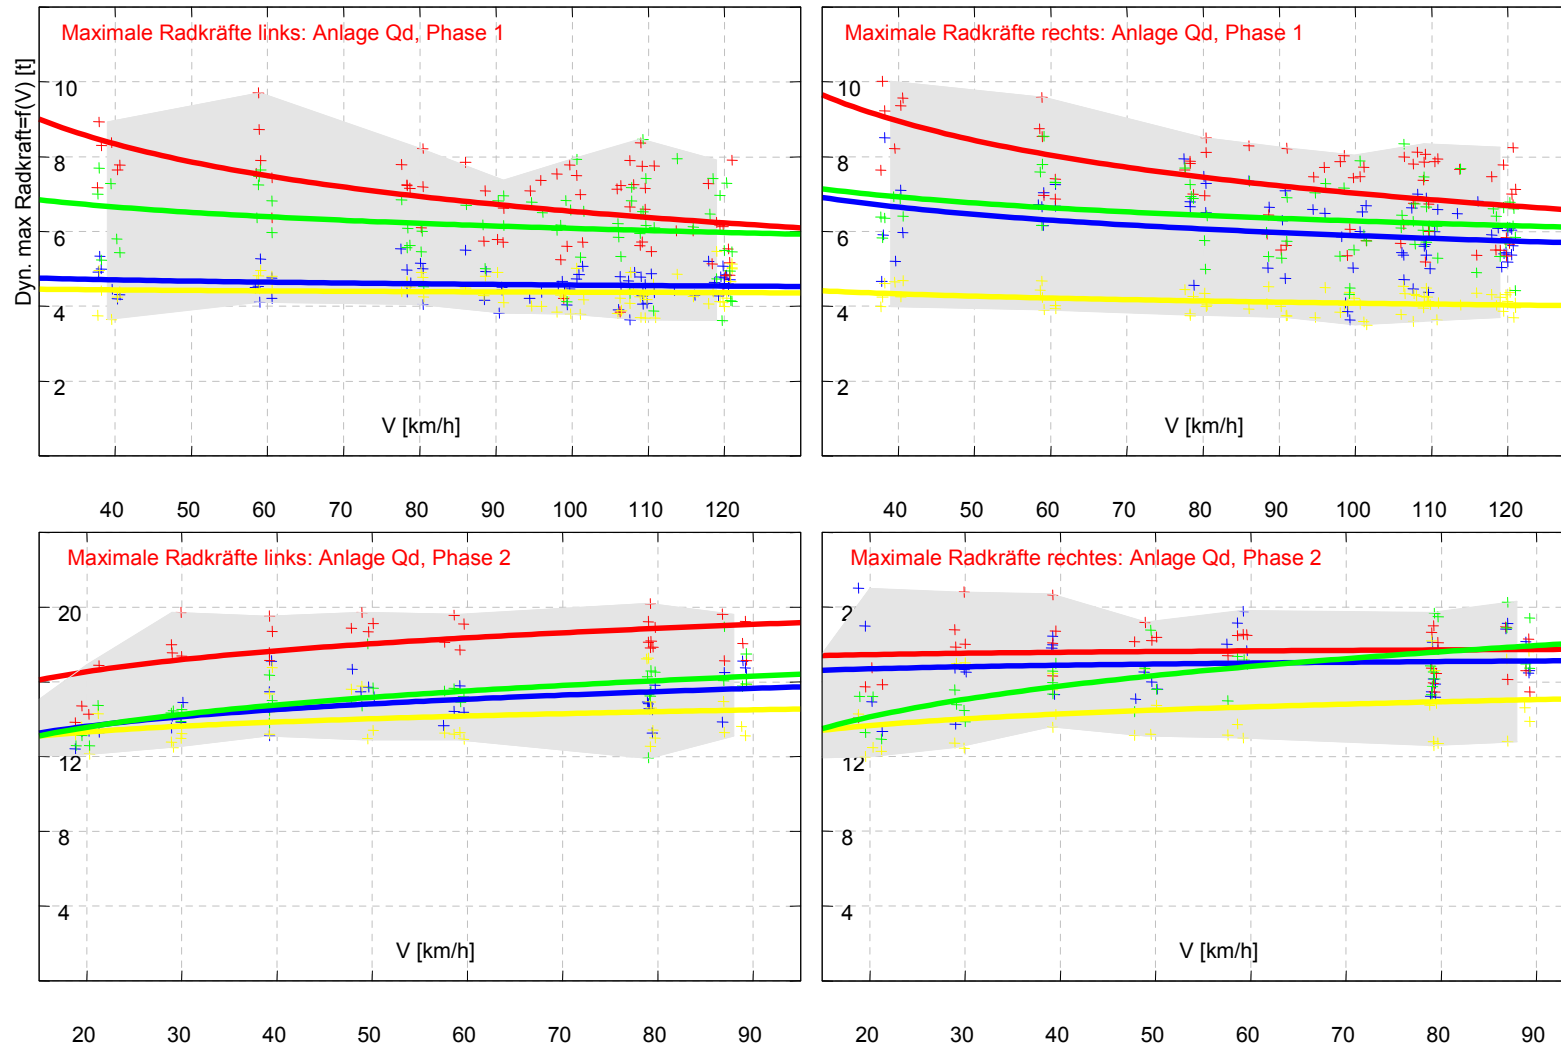 Maximale Radkräfte links: Anlage Qd, Phase 1
Dyn. max Radkraft=f(V) [t]
10
8
6
4
2
V [km/h]
40 50 60 70 80 90 100 110 120
Maximale Radkräfte rechts: Anlage Qd, Phase 1
10
8
6
4
2
V [km/h]
40 50 60 70 80 90 100 110 120
Maximale Radkräfte links: Anlage Qd, Phase 2
20
12
8
4
V [km/h]
20 30 40 50 60 70 80 90
Maximale Radkräfte rechtes: Anlage Qd, Phase 2
2
12
8
4
V [km/h]
20 30 40 50 60 70 80 90